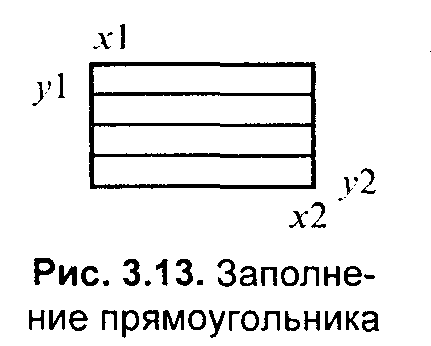 x1
y1
y2
x2
Рис. 3.13. Заполне-
ние прямоугольника